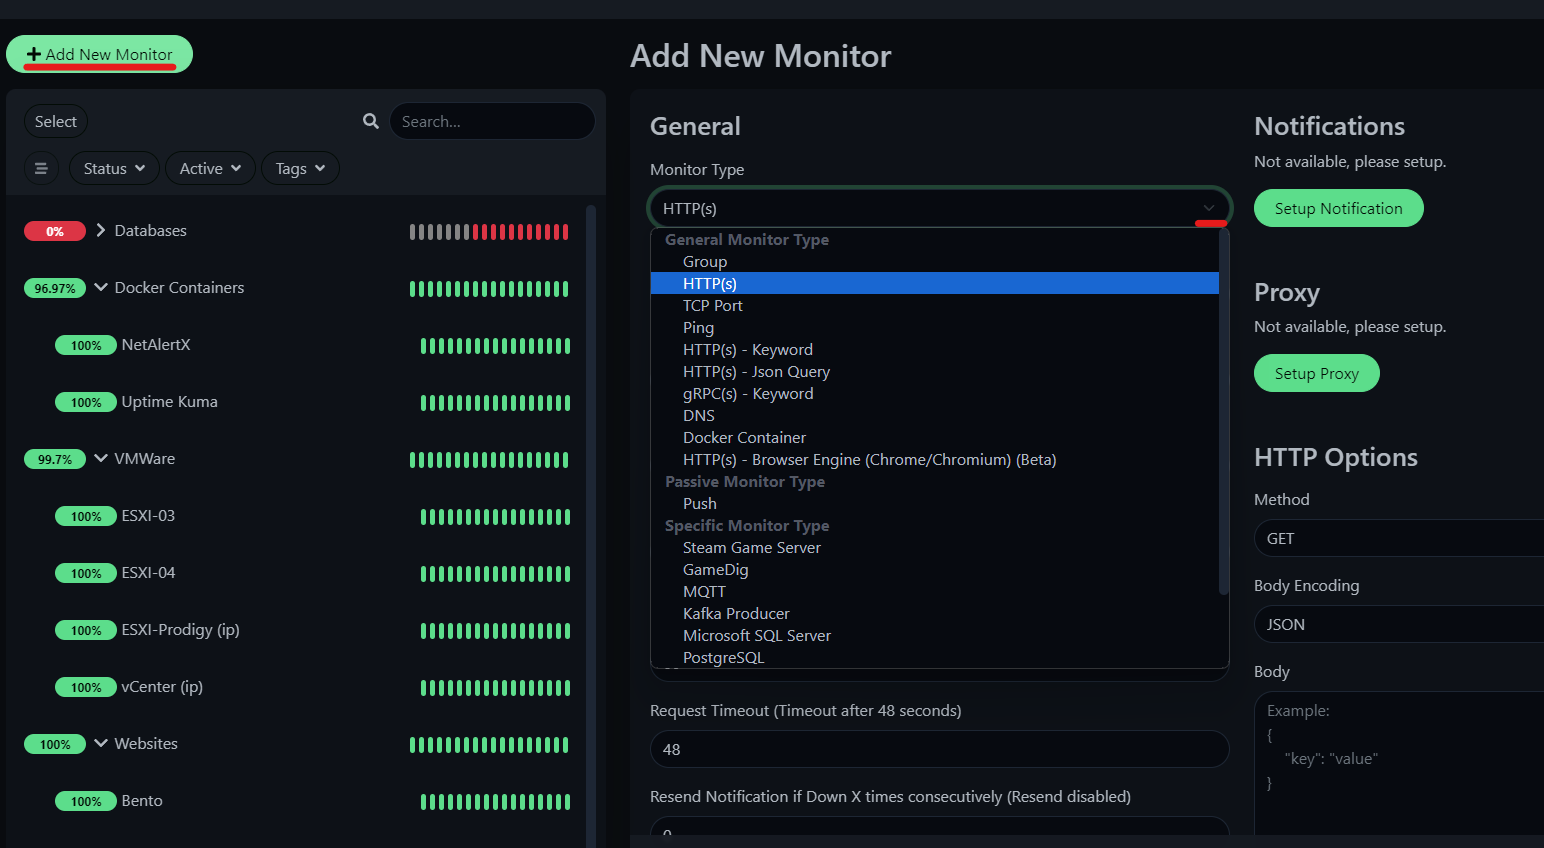 Add New Monitor
Select
Search...
Status
Active
Tags
0%
Databases
96.97%
Docker Containers
100%
NetAlertX
100%
Uptime Kuma
99.7%
VMWare
100%
ESXI-03
100%
ESXI-04
100%
ESXI-Prodigy (ip)
100%
vCenter (ip)
100%
Websites
100%
Bento
Add New Monitor
General
Monitor Type
HTTP(s)
General Monitor Type
Group
HTTP(s)
TCP Port
Ping
HTTP(s) - Keyword
HTTP(s) - Json Query
gRPC(s) - Keyword
DNS
Docker Container
HTTP(s) - Browser Engine (Chrome/Chromium) (Beta)
Passive Monitor Type
Push
Specific Monitor Type
Steam Game Server
GameDig
MQTT
Kafka Producer
Microsoft SQL Server
PostgreSQL
Request Timeout (Timeout after 48 seconds)
48
Resend Notification if Down X times consecutively (Resend disabled)
0
Notifications
Not available, please setup.
Setup Notification
Proxy
Not available, please setup.
Setup Proxy
HTTP Options
Method
GET
Body Encoding
JSON
Body
Example:
{
"key": "value"
}